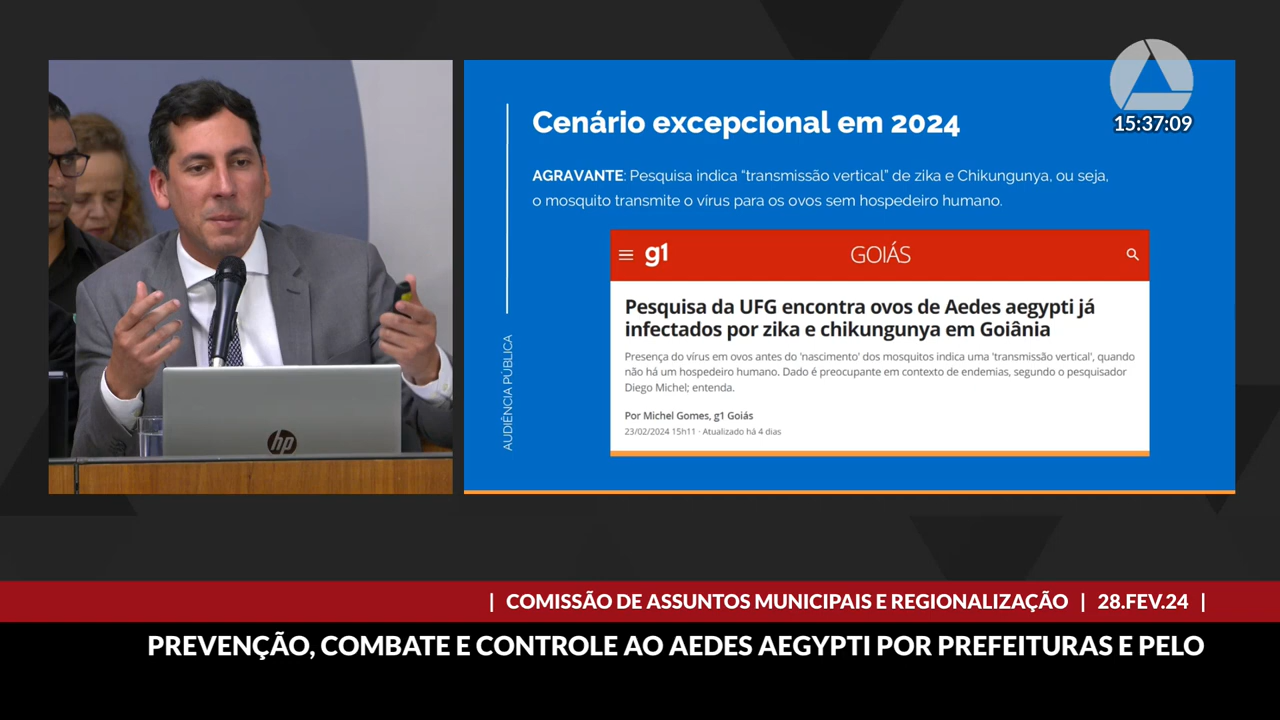 15:37:09
Cenário excepcional em 2024
AGRAVANTE: Pesquisa indica “transmissão vertical” de zika e Chikungunya, ou seja,
o mosquito transmite o vírus para os ovos sem hospedeiro humano.
AUDIÊNCIA PÚBLICA
g1
GOIÁS
Pesquisa da UFG encontra ovos de Aedes aegypti já
infectados por zika e chikungunya em Goiânia
Presença do vírus em ovos antes do 'nascimento' dos mosquitos indica uma 'transmissão vertical', quando
não há um hospedeiro humano. Dado é preocupante em contexto de endemias, segundo o pesquisador
Diego Michel; entenda.
Por Michel Gomes, g1 Goiás
23/02/2024 15h11 · Atualizado há 4 dias
hp
| COMISSÃO DE ASSUNTOS MUNICIPAIS E REGIONALIZAÇÃO | 28.FEV.24 |
PREVENÇÃO, COMBATE E CONTROLE AO AEDES AEGYPTI POR PREFEITURAS E PELO